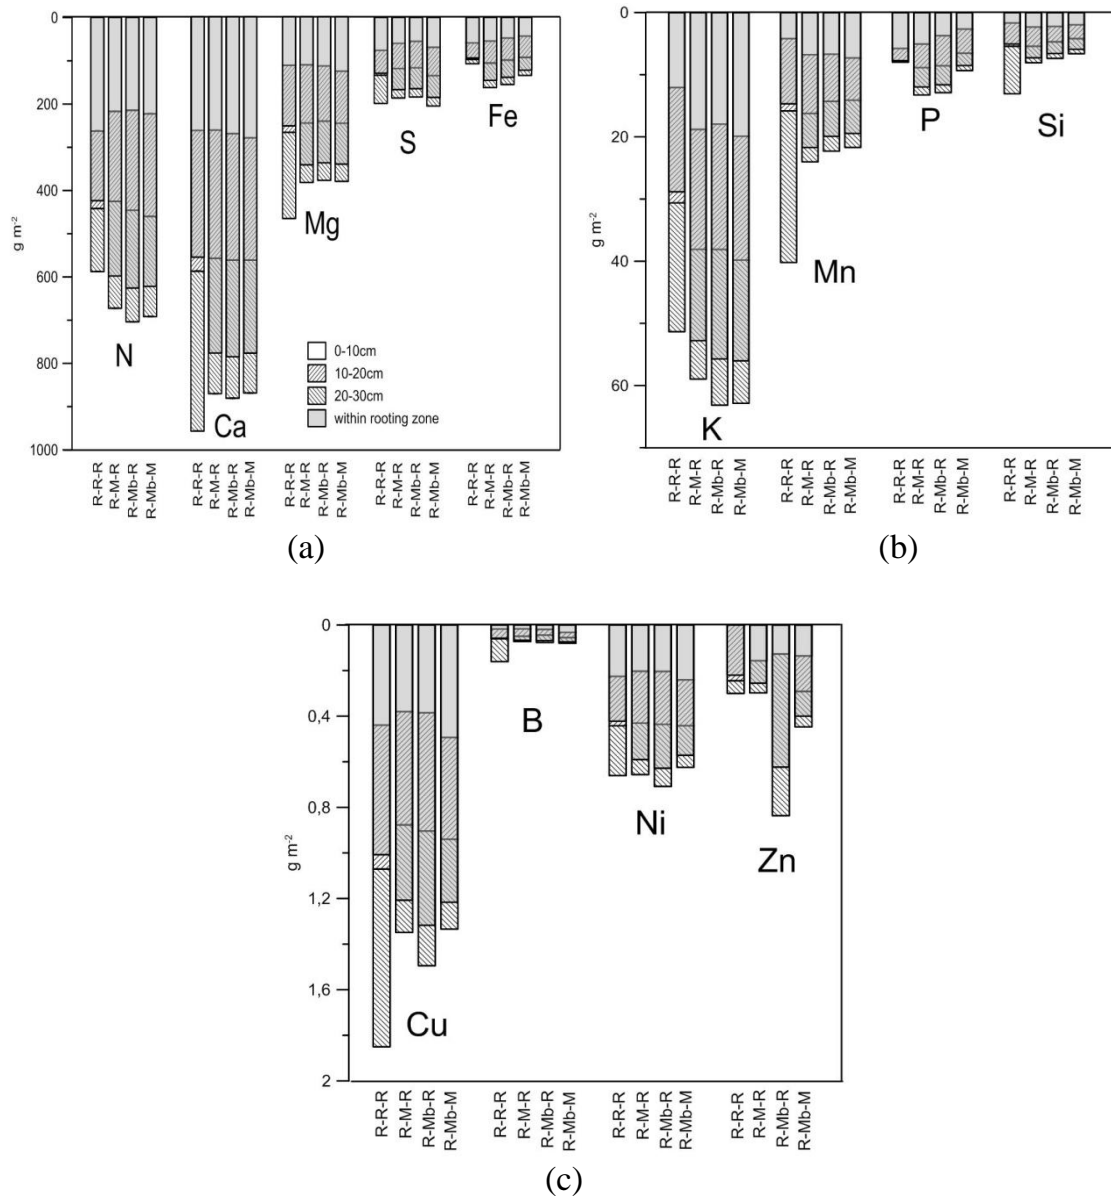 0
200
400
600
800
1000
g m-2
N
Ca
Mg
S
Fe
0-10cm
10-20cm
20-30cm
within rooting zone
R-R-R
R-M-R
R-Mb-R
R-Mb-M
R-R-R
R-M-R
R-Mb-R
R-Mb-M
R-R-R
R-M-R
R-Mb-R
R-Mb-M
R-R-R
R-M-R
R-Mb-R
R-Mb-M
R-R-R
R-M-R
R-Mb-R
R-Mb-M
(a)
0
20
40
60
g m-2
K
Mn
P
Si
R-R-R
R-M-R
R-Mb-R
R-Mb-M
R-R-R
R-M-R
R-Mb-R
R-Mb-M
R-R-R
R-M-R
R-Mb-R
R-Mb-M
R-R-R
R-M-R
R-Mb-R
R-Mb-M
(b)
0
0,4
0,8
1,2
1,6
2
g m-2
Cu
B
Ni
Zn
R-R-R
R-M-R
R-Mb-R
R-Mb-M
R-R-R
R-M-R
R-Mb-R
R-Mb-M
R-R-R
R-M-R
R-Mb-R
R-Mb-M
R-R-R
R-M-R
R-Mb-R
R-Mb-M
(c)